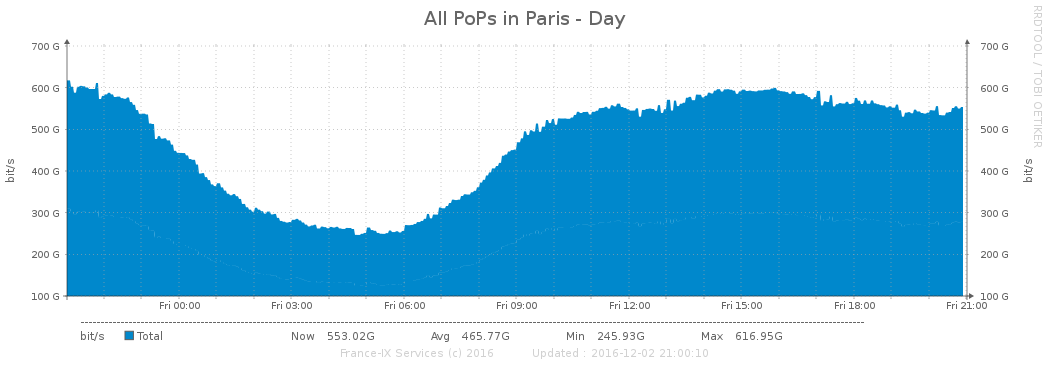 All PoPs in Paris - Day
RRDTOOL / TOBI OETIKER
700 G 700 G
600 G 600 G
500 G 500 G
400 G 400 G
300 G 300 G
200 G 200 G
100 G 100 G
bit/s bit/s
Fri 00:00 Fri 03:00 Fri 06:00 Fri 09:00 Fri 12:00 Fri 15:00 Fri 18:00 Fri 21:00
bit/s Total Now 553.02G Avg 465.77G Min 245.93G Max 616.95G
France-IX Services (c) 2016 Updated : 2016-12-02 21:00:10